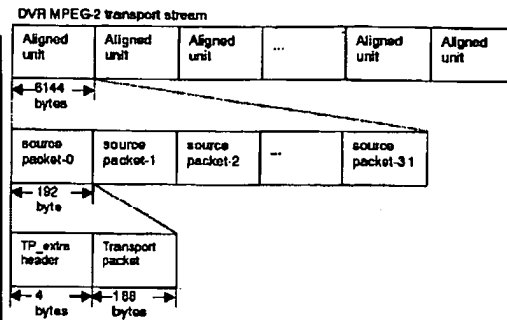 DVR MPEG-2 transport stream
Aligned unit
Aligned unit
Aligned unit
...
Aligned unit
Aligned unit
6144 bytes
source packet-0
source packet-1
source packet-2
...
source packet-31
192 byte
TP_extra header
Transport packet
4 bytes
188 bytes